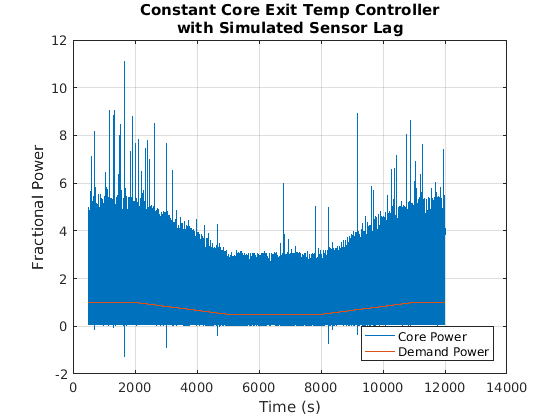 Constant Core Exit Temp Controller
with Simulated Sensor Lag
Fractional Power
12
10
8
6
4
2
0
-2
0 2000 4000 6000 8000 10000 12000 14000
Time (s)
Core Power
Demand Power